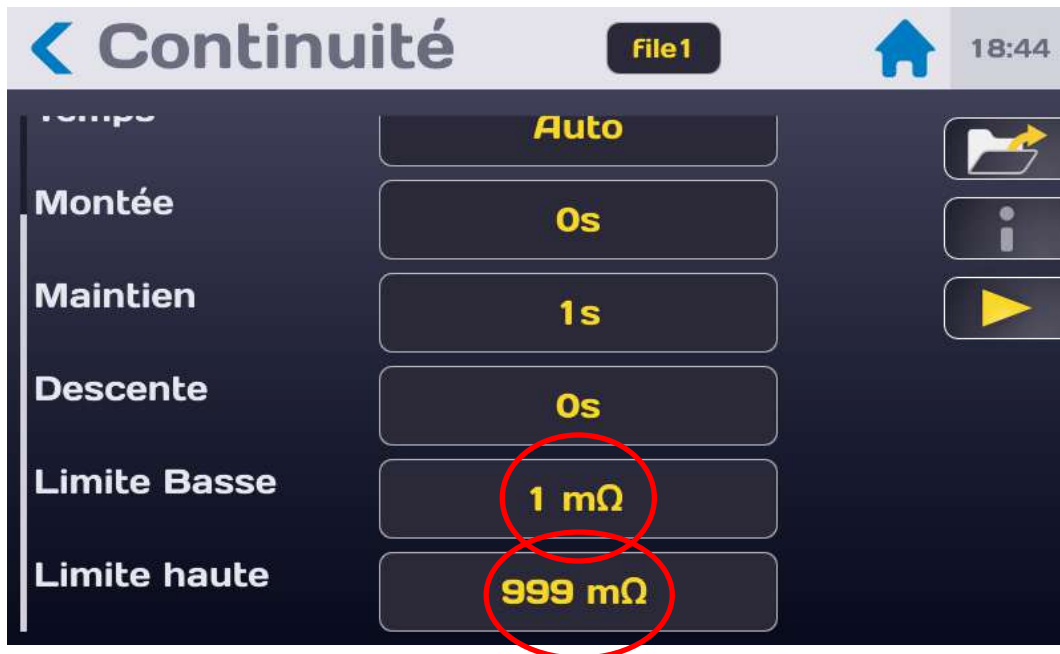 Continuité
File1
18:44
Temps
Auto
Montée
0s
Maintien
1s
Descente
0s
Limite Basse
1 mΩ
Limite haute
999 mΩ